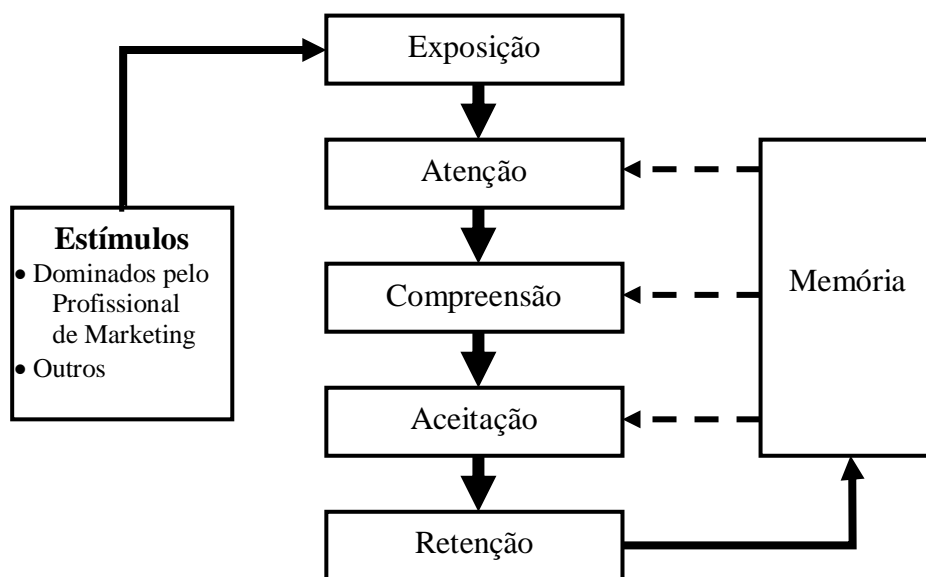 Exposição
Atenção
Estímulos
• Dominados pelo
Profissional
de Marketing
• Outros
Compreensão
Memória
Aceitação
Retenção